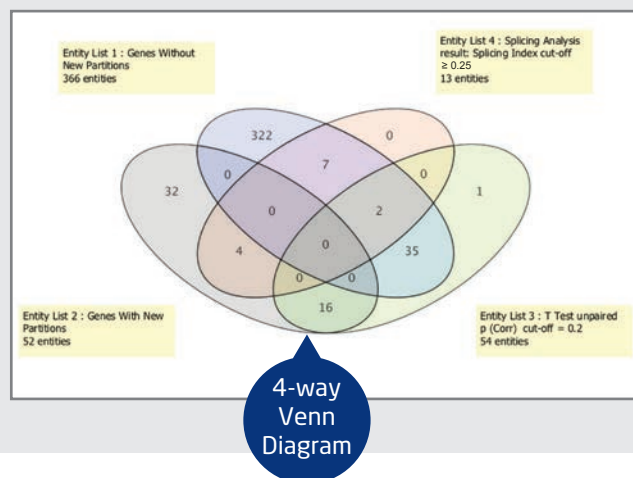 Entity List 1 : Genes Without
New Partitions
366 entities
Entity List 4 : Splicing Analysis
result: Splicing Index cut-off
≥ 0.25
13 entities
322
0
7
32
0
0
1
0
2
0
4
35
0
0
16
Entity List 2 : Genes With New
Partitions
52 entities
Entity List 3 : T Test unpaired
p (Corr) cut-off = 0.2
54 entities
4-way
Venn
Diagram